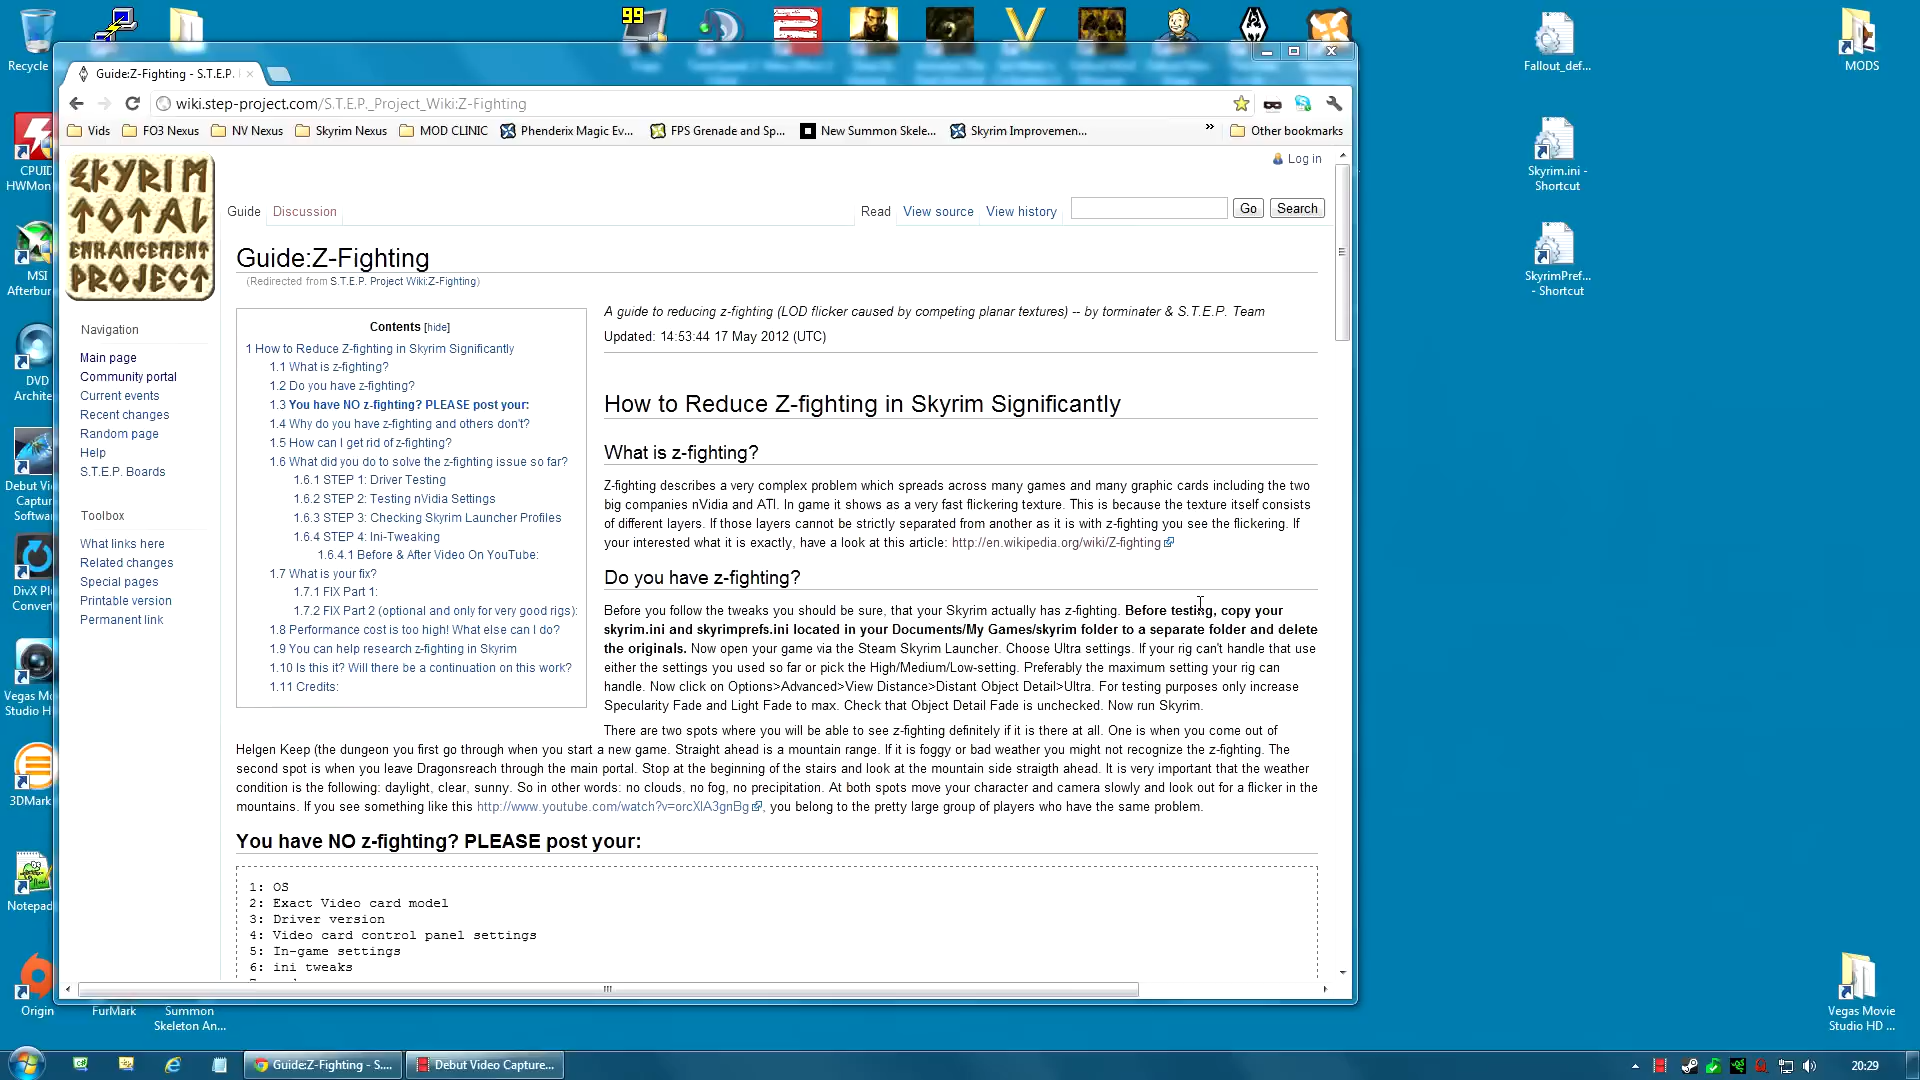 99
Recycle
Fallout_def...
MODS
Guide:Z-Fighting - S.T.E.P.
wiki.step-project.com/S.T.E.P._Project_Wiki:Z-Fighting
Vids
FO3 Nexus
NV Nexus
Skyrim Nexus
MOD CLINIC
Phenderix Magic Ev...
FPS Grenade and Sp...
New Summon Skele...
Skyrim Improvemen...
»
Other bookmarks
CPUID
HWMon
Skyrim.ini -
Shortcut
SKYRIM
TOTAL
ENHANCEMENT
PROJECT
Log in
Guide
Discussion
Read
View source
View history
Go
Search
MSI
Afterburn
SkyrimPref...
- Shortcut
Guide:Z-Fighting
(Redirected from S.T.E.P. Project Wiki:Z-Fighting)
Navigation
Main page
Community portal
Current events
Recent changes
Random page
Help
S.T.E.P. Boards
Toolbox
What links here
Related changes
Special pages
Printable version
Permanent link
Contents [hide]
1 How to Reduce Z-fighting in Skyrim Significantly
1.1 What is z-fighting?
1.2 Do you have z-fighting?
1.3 You have NO z-fighting? PLEASE post your:
1.4 Why do you have z-fighting and others don't?
1.5 How can I get rid of z-fighting?
1.6 What did you do to solve the z-fighting issue so far?
1.6.1 STEP 1: Driver Testing
1.6.2 STEP 2: Testing nVidia Settings
1.6.3 STEP 3: Checking Skyrim Launcher Profiles
1.6.4 STEP 4: Ini-Tweaking
1.6.4.1 Before & After Video On YouTube:
1.7 What is your fix?
1.7.1 FIX Part 1:
1.7.2 FIX Part 2 (optional and only for very good rigs):
1.8 Performance cost is too high! What else can I do?
1.9 You can help research z-fighting in Skyrim
1.10 Is this it? Will there be a continuation on this work?
1.11 Credits:
A guide to reducing z-fighting (LOD flicker caused by competing planar textures) -- by torminater & S.T.E.P. Team
Updated: 14:53:44 17 May 2012 (UTC)
How to Reduce Z-fighting in Skyrim Significantly
What is z-fighting?
Z-fighting describes a very complex problem which spreads across many games and many graphic cards including the two
big companies nVidia and ATI. In game it shows as a very fast flickering texture. This is because the texture itself consists
of different layers. If those layers cannot be strictly separated from another as it is with z-fighting you see the flickering. If
your interested what it is exactly, have a look at this article: http://en.wikipedia.org/wiki/Z-fighting
Do you have z-fighting?
Before you follow the tweaks you should be sure, that your Skyrim actually has z-fighting. Before testing, copy your
skyrim.ini and skyrimprefs.ini located in your Documents/My Games/skyrim folder to a separate folder and delete
the originals. Now open your game via the Steam Skyrim Launcher. Choose Ultra settings. If your rig can't handle that use
either the settings you used so far or pick the High/Medium/Low-setting. Preferably the maximum setting your rig can
handle. Now click on Options>Advanced>View Distance>Distant Object Detail>Ultra. For testing purposes only increase
Specularity Fade and Light Fade to max. Check that Object Detail Fade is unchecked. Now run Skyrim.
There are two spots where you will be able to see z-fighting definitely if it is there at all. One is when you come out of
Helgen Keep (the dungeon you first go through when you start a new game. Straight ahead is a mountain range. If it is foggy or bad weather you might not recognize the z-fighting. The
second spot is when you leave Dragonsreach through the main portal. Stop at the beginning of the stairs and look at the mountain side straigth ahead. It is very important that the weather
condition is the following: daylight, clear, sunny. So in other words: no clouds, no fog, no precipitation. At both spots move your character and camera slowly and look out for a flicker in the
mountains. If you see something like this http://www.youtube.com/watch?v=orcXlA3gnBg, you belong to the pretty large group of players who have the same problem.
You have NO z-fighting? PLEASE post your:
1: OS
2: Exact Video card model
3: Driver version
4: Video card control panel settings
5: In-game settings
6: ini tweaks
DVD
Archite
Debut Vi
Captur
Softwa
DivX Pl
Convert
Vegas Mo
Studio H
3DMark
Notepad
Origin
FurMark
Summon
Skeleton An...
Vegas Movie
Studio HD ...
Guide:Z-Fighting - S....
Debut Video Capture...
20:29